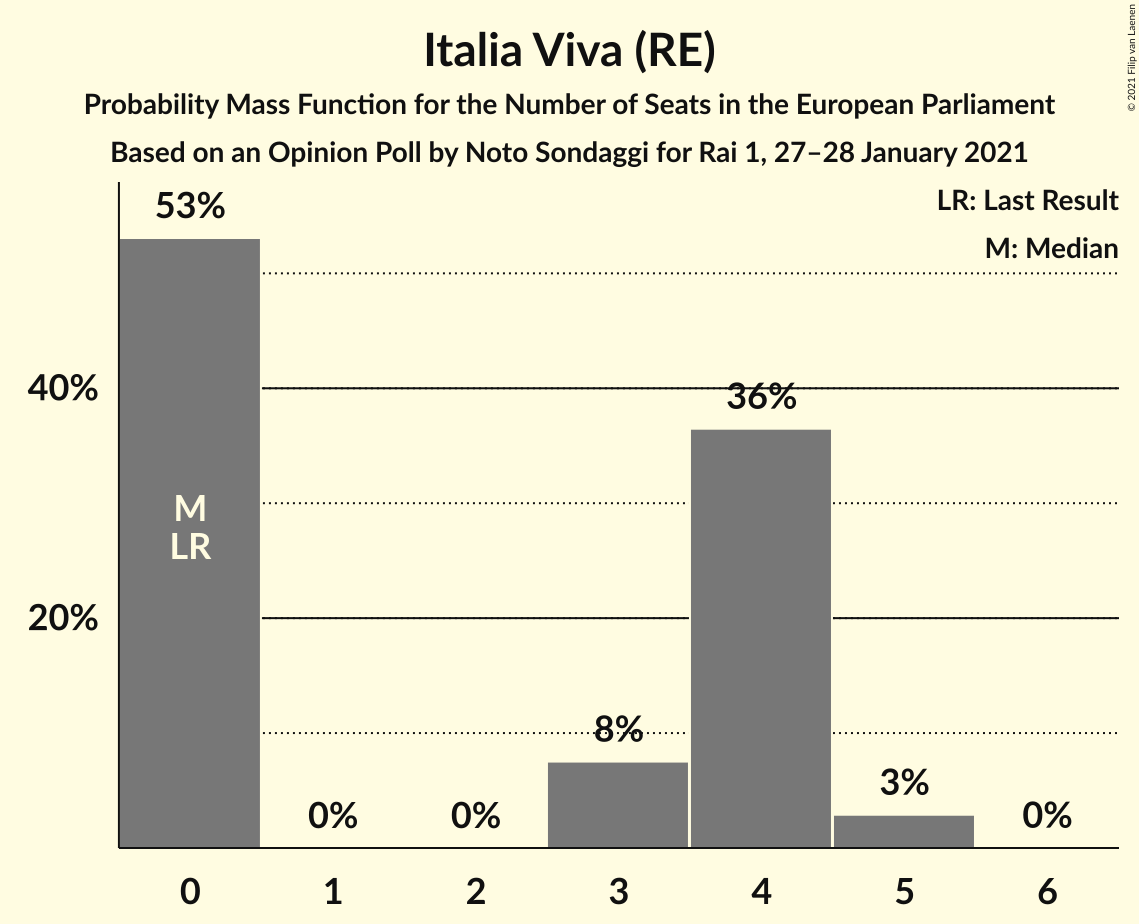 Italia Viva (RE)
Probability Mass Function for the Number of Seats in the European Parliament
Based on an Opinion Poll by Noto Sondaggi for Rai 1, 27–28 January 2021
© 2021 Filip van Laenen
LR: Last Result
M: Median
53%
40%
36%
M
LR
20%
8%
3%
0%
0%
0%
0
1
2
3
4
5
6